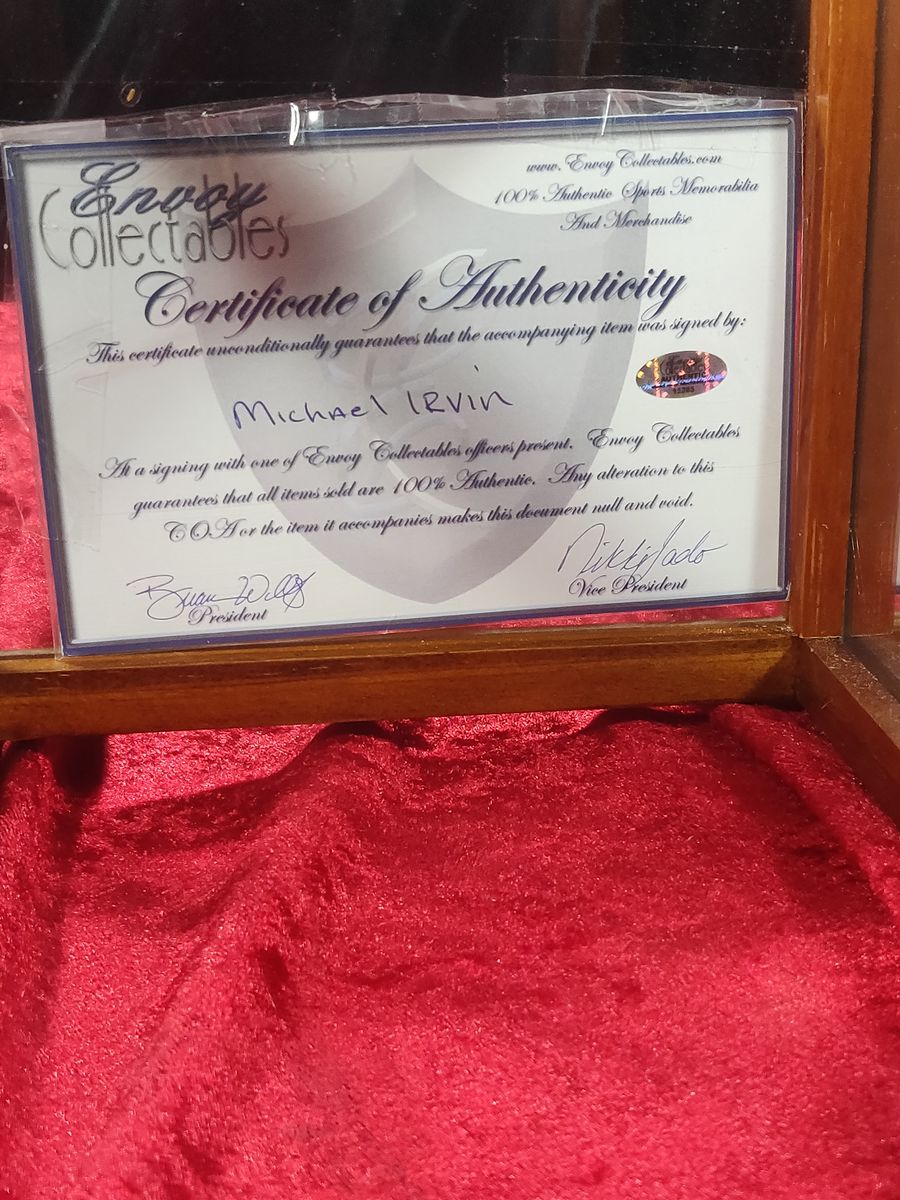 Envoy
Collectables
www.EnvoyCollectables.com
100% Authentic Sports Memorabilia
And Merchandise
Certificate of Authenticity
This certificate unconditionally guarantees that the accompanying item was signed by:
Michael Irvin
AUTHENTIC
At a signing with one of Envoy Collectables officers present. Envoy Collectables
guarantees that all items sold are 100% Authentic. Any alteration to this
COA or the item it accompanies makes this document null and void.
President
Vice President